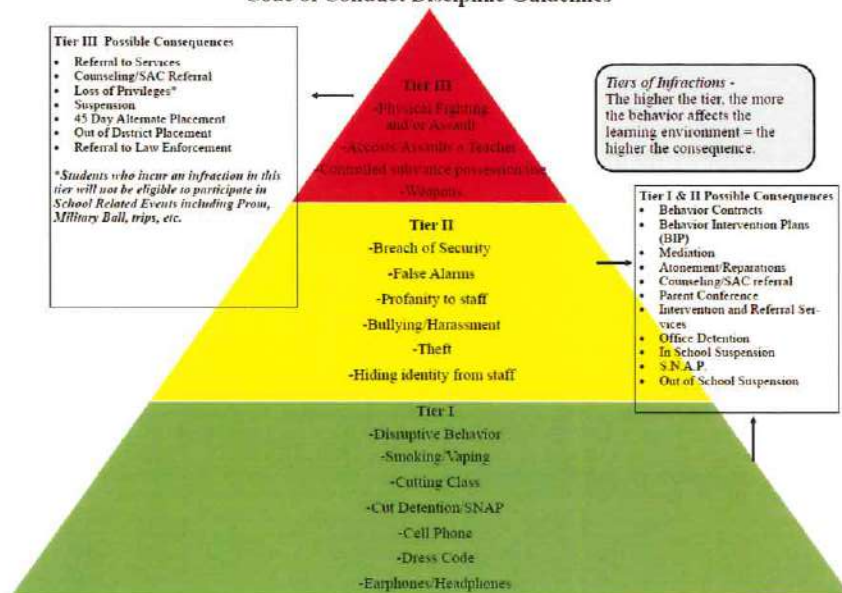 Code of Conduct Discipline Guidelines
Tier III Possible Consequences
• Referral to Services
• Counseling/SAC Referral
• Loss of Privileges*
• Suspension
• 45 Day Alternate Placement
• Out of District Placement
• Referral to Law Enforcement
*Students who incur an infraction in this
tier will not be eligible to participate in
School Related Events including Prom,
Military Ball, trips, etc.
Tier III
-Physical Fighting
and/or Assault
-Accosts/Assaults a Teacher
-Controlled substance possession/use
-Weapons
Tiers of Infractions -
The higher the tier, the more
the behavior affects the
learning environment = the
higher the consequence.
Tier I & II Possible Consequences
• Behavior Contracts
• Behavior Intervention Plans
(BIP)
• Mediation
• Atonement/Reparations
• Counseling/SAC referral
• Parent Conference
• Intervention and Referral Ser-
vices
• Office Detention
• In School Suspension
• S.N.A.P.
• Out of School Suspension
Tier II
-Breach of Security
-False Alarms
-Profanity to staff
-Bullying/Harassment
-Theft
-Hiding identity from staff
Tier I
-Disruptive Behavior
-Smoking/Vaping
-Cutting Class
-Cut Detention/SNAP
-Cell Phone
-Dress Code
-Earphones/Headphones